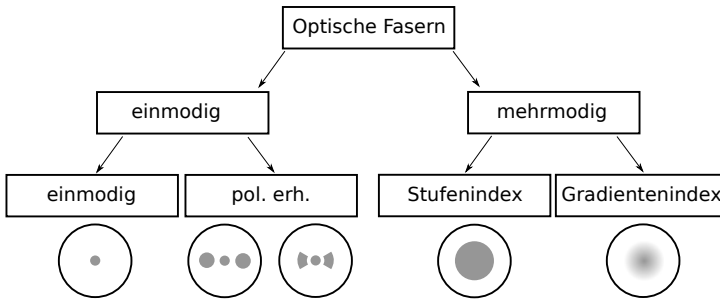 Optische Fasern
einmodig
mehrmodig
einmodig
pol. erh.
Stufenindex
Gradientenindex